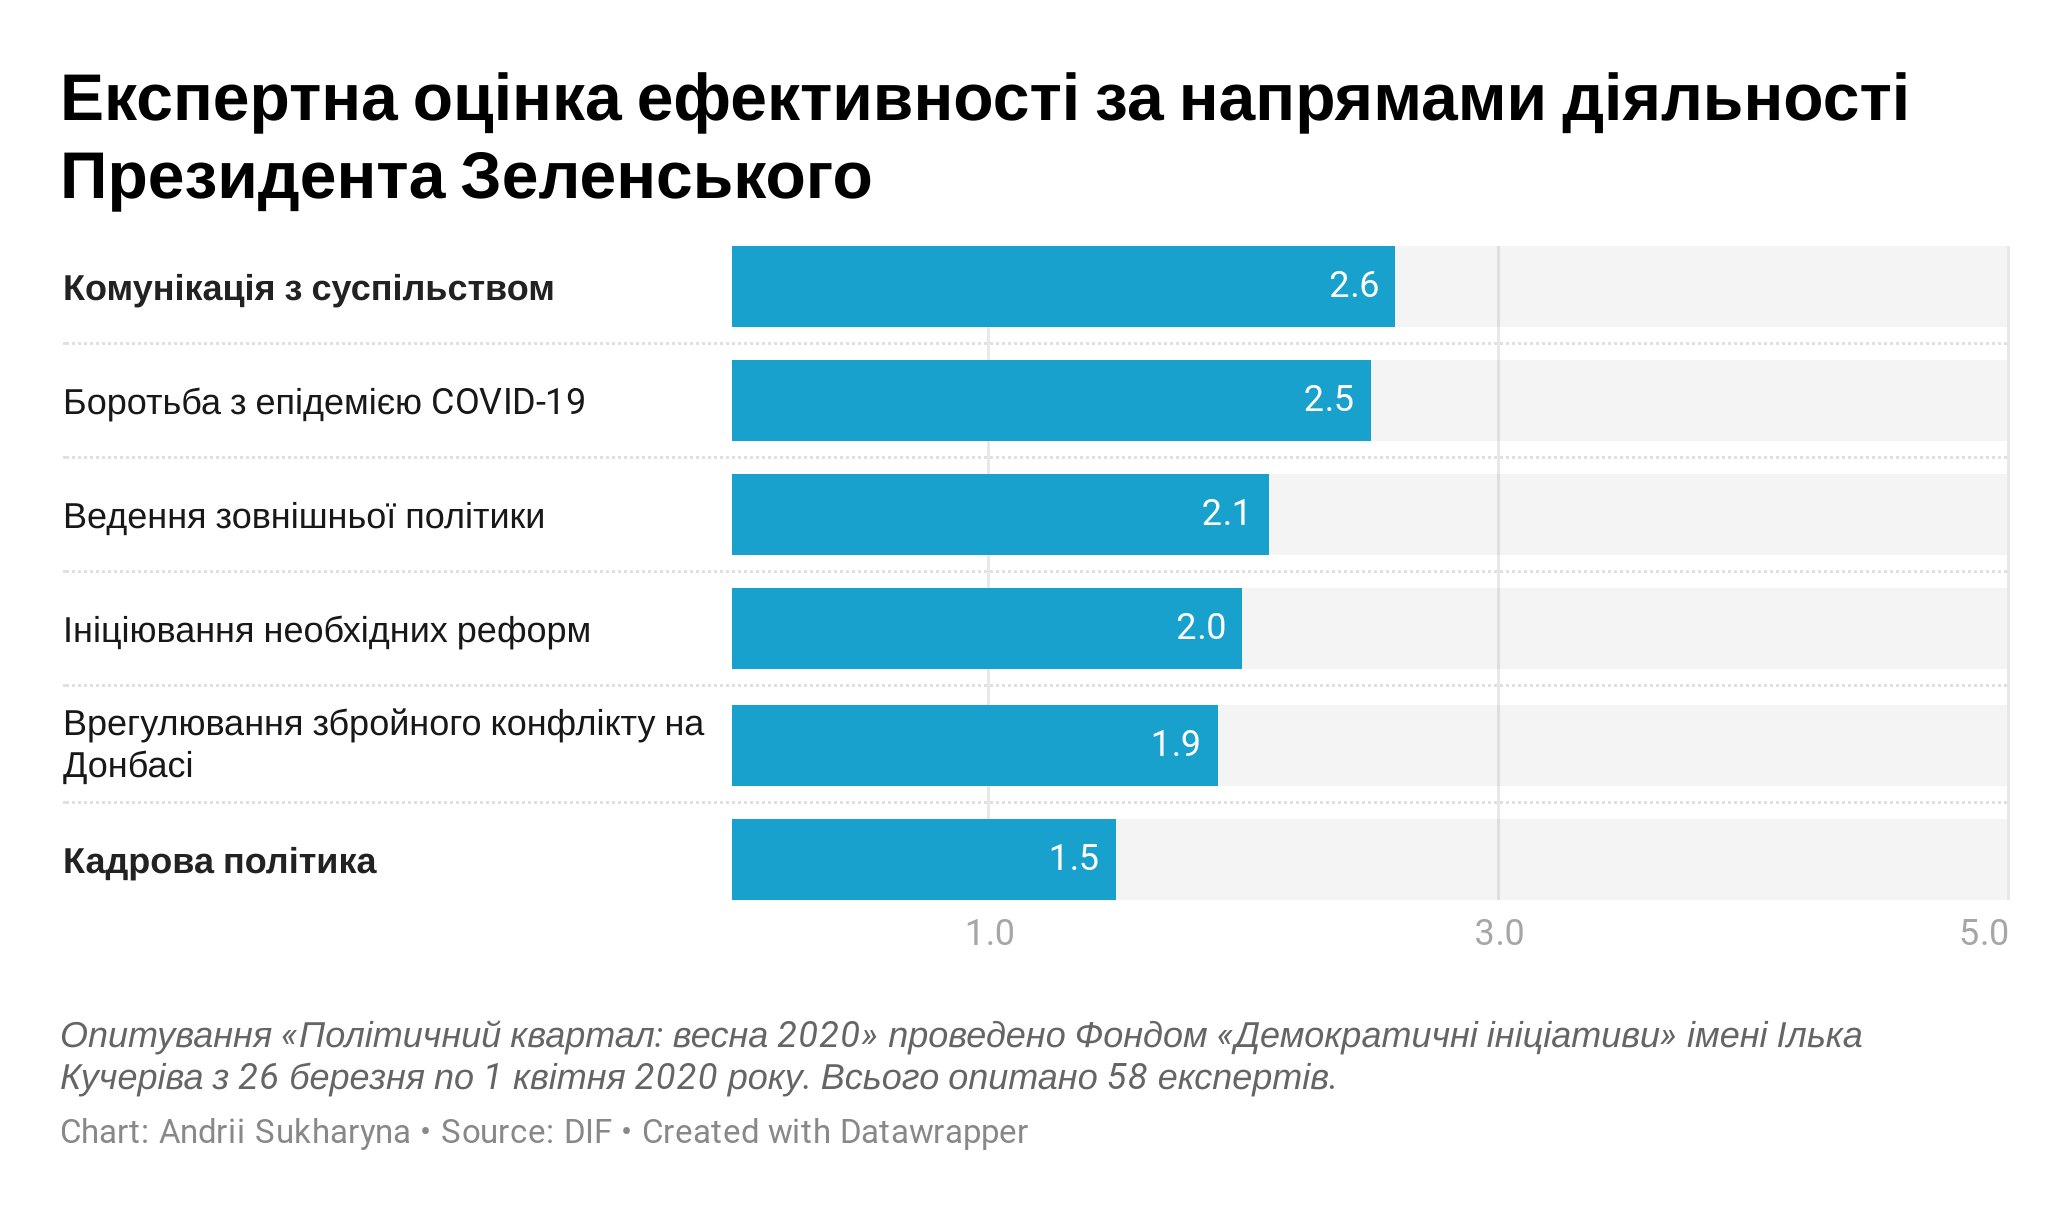 Експертна оцінка ефективності за напрямами діяльності
Президента Зеленського
Комунікація з суспільством
2.6
Боротьба з епідемією COVID-19
2.5
Ведення зовнішньої політики
2.1
Ініціювання необхідних реформ
2.0
Врегулювання збройного конфлікту на
Донбасі
1.9
Кадрова політика
1.5
1.0
3.0
5.0
Опитування «Політичний квартал: весна 2020» проведено Фондом «Демократичні ініціативи» імені Ілька
Кучеріва з 26 березня по 1 квітня 2020 року. Всього опитано 58 експертів.
Chart: Andrii Sukharyna • Source: DIF • Created with Datawrapper